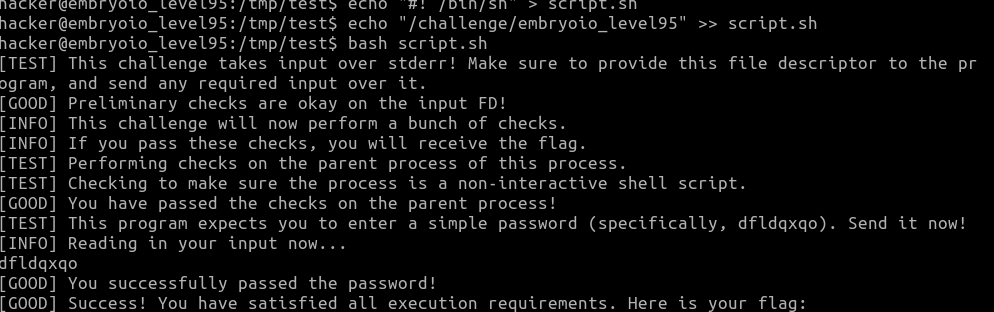 hacker@embryoio_level95:/tmp/test$ echo "#! /bin/sh" > script.sh
hacker@embryoio_level95:/tmp/test$ echo "/challenge/embryoio_level95" >> script.sh
hacker@embryoio_level95:/tmp/test$ bash script.sh
[TEST] This challenge takes input over stderr! Make sure to provide this file descriptor to the pr
ogram, and send any required input over it.
[GOOD] Preliminary checks are okay on the input FD!
[INFO] This challenge will now perform a bunch of checks.
[INFO] If you pass these checks, you will receive the flag.
[TEST] Performing checks on the parent process of this process.
[TEST] Checking to make sure the process is a non-interactive shell script.
[GOOD] You have passed the checks on the parent process!
[TEST] This program expects you to enter a simple password (specifically, dfldqxqo). Send it now!
[INFO] Reading in your input now...
dfldqxqo
[GOOD] You successfully passed the password!
[GOOD] Success! You have satisfied all execution requirements. Here is your flag: